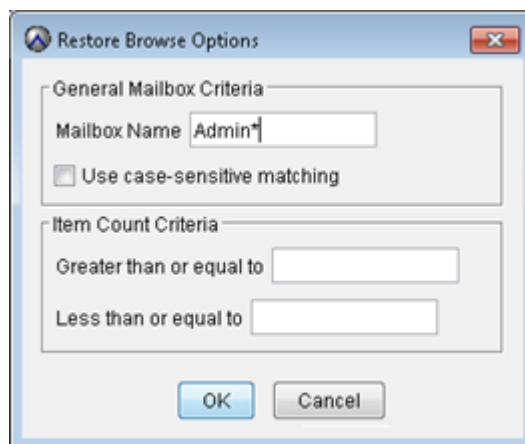 Restore Browse Options
General Mailbox Criteria
Mailbox Name Admin*
Use case-sensitive matching
Item Count Criteria
Greater than or equal to
Less than or equal to
OK Cancel